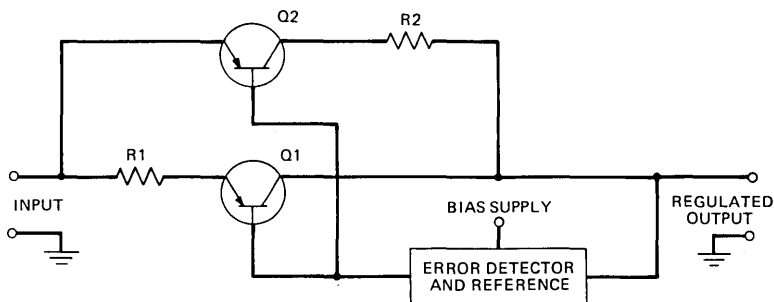 Q2
R2
R1
Q1
INPUT
BIAS SUPPLY
REGULATED
OUTPUT
ERROR DETECTOR
AND REFERENCE